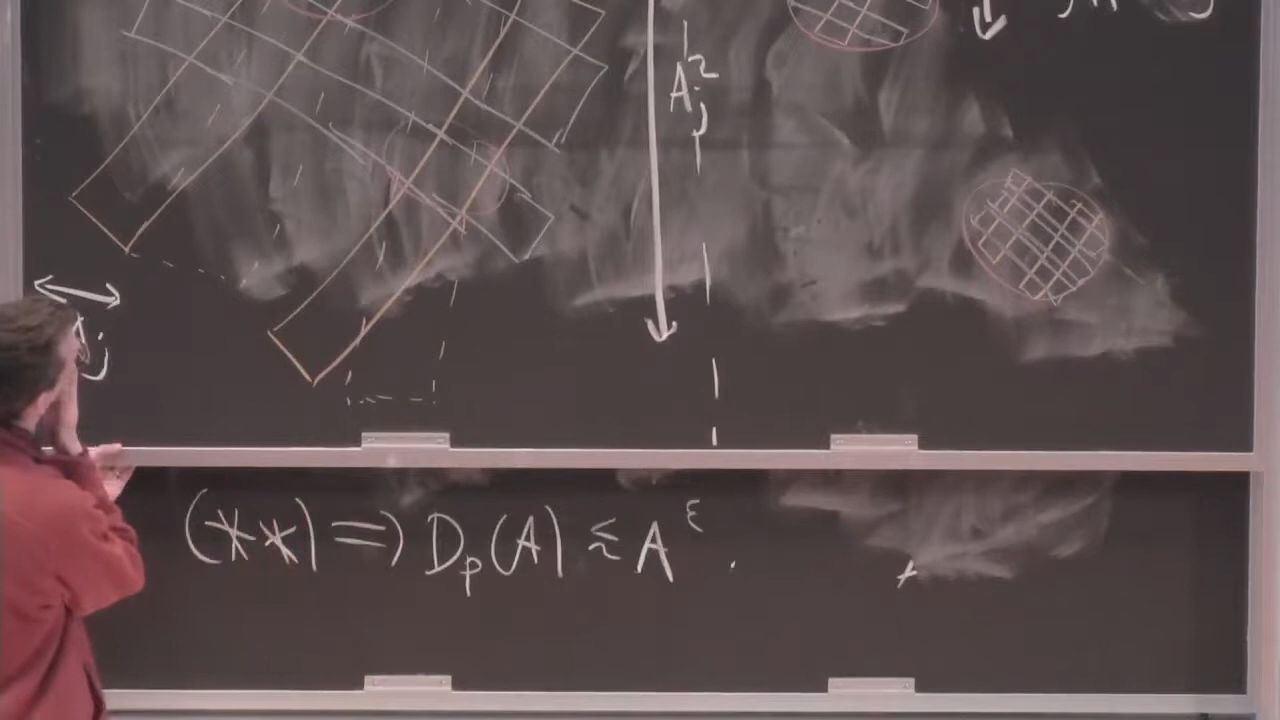 A_j^2
j
(**) ⇒ D_p(A) ≲ A^ε .